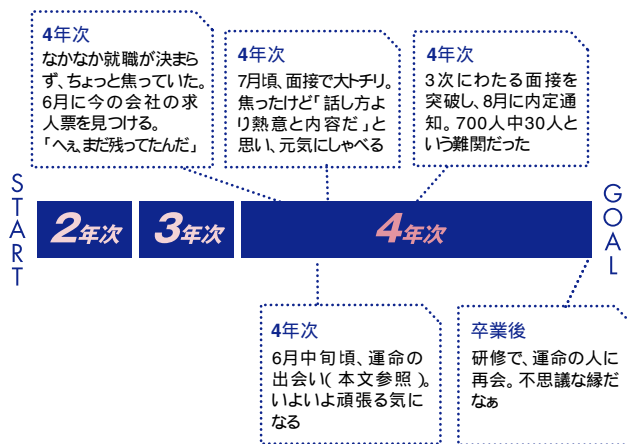 4年次
なかなか就職が決まら
ず、ちょっと焦っていた。
6月に今の会社の求
人票を見つける。
「へぇ、まだ残ってたんだ」
4年次
7月頃、面接で大トチリ。
焦ったけど「話し方よ
り熱意と内容だ」と
思い、元気にしゃべる
4年次
3次にわたる面接を
突破し、8月に内定通
知。700人中30人と
いう難関だった
START
2年次
3年次
4年次
GOAL
4年次
6月中旬頃、運命の
出会い(本文参照)。
いよいよ頑張る気に
なる
卒業後
研修で、運命の人に
再会。不思議な縁だ
なぁ